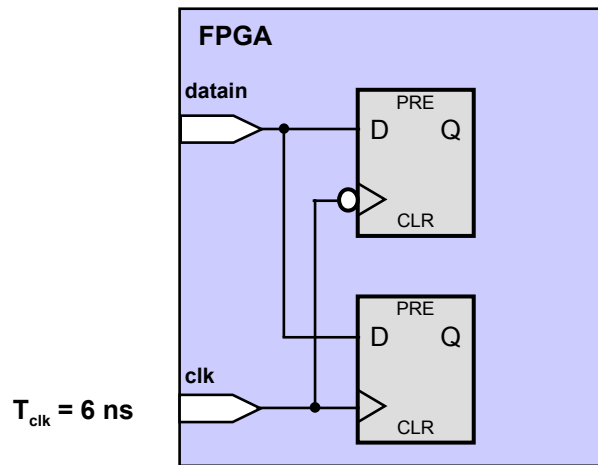 FPGA
datain
PRE
D Q
CLR
PRE
D Q
clk
T_clk = 6 ns
CLR